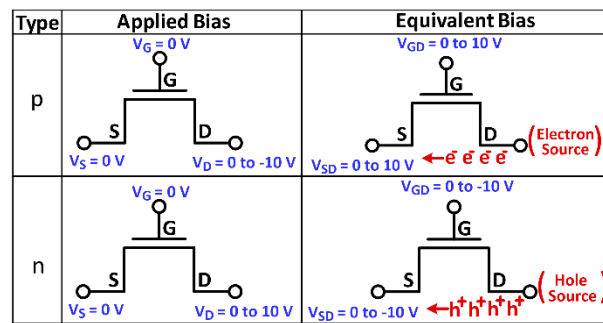 Type Applied Bias Equivalent Bias
p
V_G = 0 V
G
S D
V_S = 0 V V_D = 0 to -10 V
V_GD = 0 to 10 V
G
S D (Electron Source)
V_SD = 0 to 10 V ← e⁻ e⁻ e⁻ e⁻
n
V_G = 0 V
G
S D
V_S = 0 V V_D = 0 to 10 V
V_GD = 0 to -10 V
G
S D (Hole Source)
V_SD = 0 to -10 V ← h⁺ h⁺ h⁺ h⁺